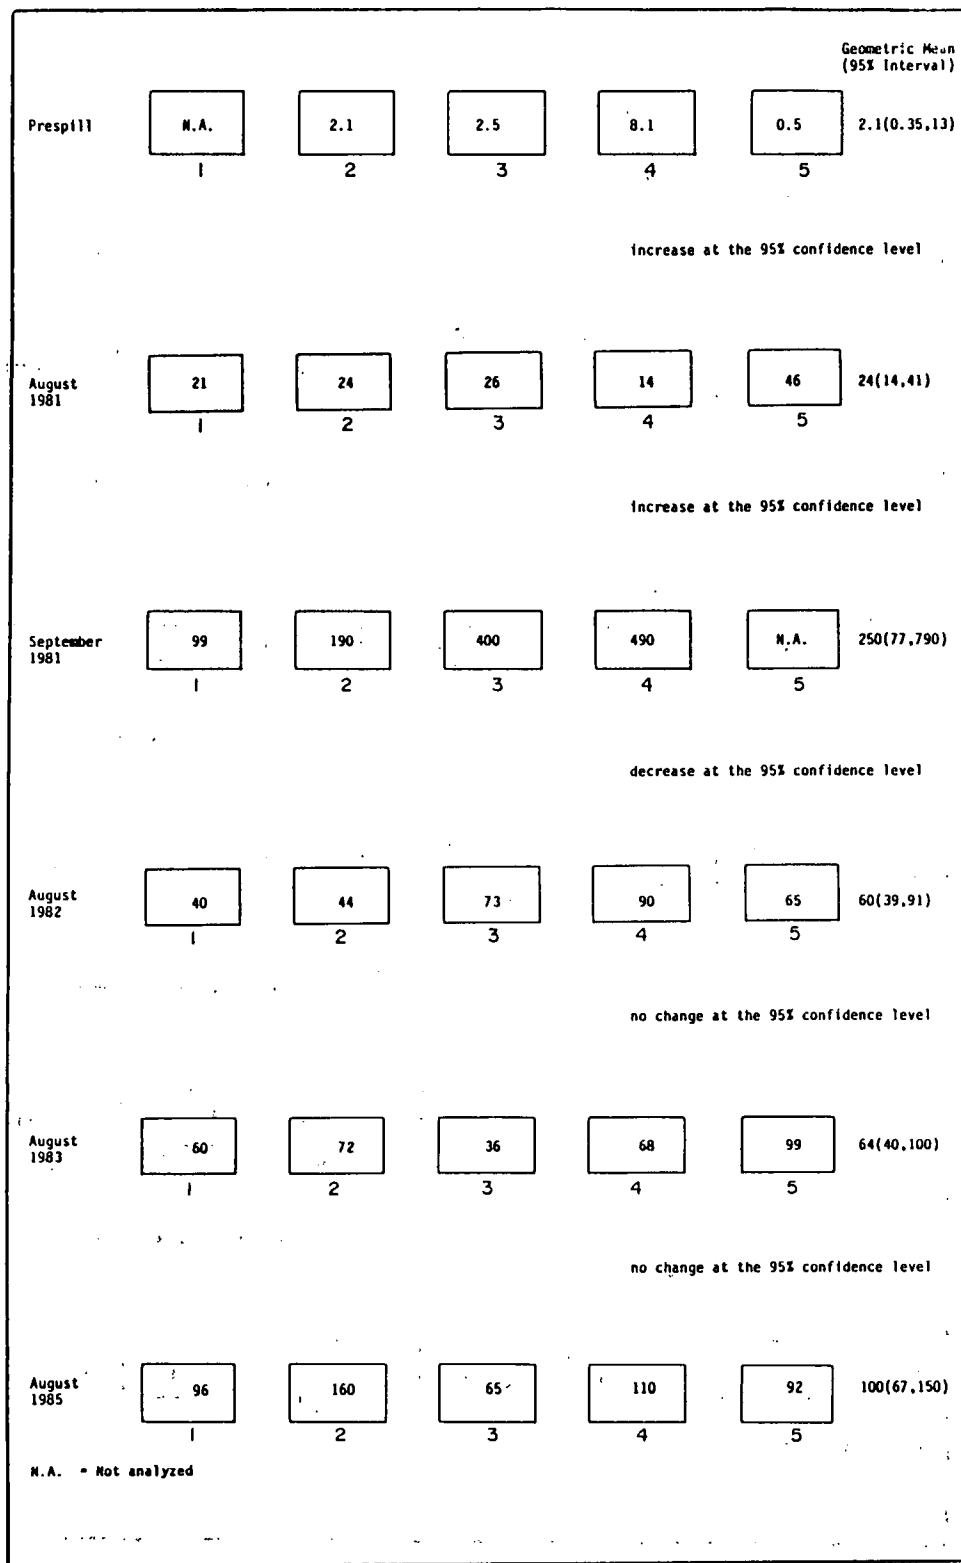 Geometric Mean
(95% Interval)
Prespill N.A. 2.1 2.5 8.1 0.5 2.1(0.35,13)
1 2 3 4 5
increase at the 95% confidence level
August
1981 21 24 26 14 46 24(14,41)
1 2 3 4 5
increase at the 95% confidence level
September
1981 99 190 400 490 N.A. 250(77,790)
1 2 3 4 5
decrease at the 95% confidence level
August
1982 40 44 73 90 65 60(39,91)
1 2 3 4 5
no change at the 95% confidence level
August
1983 60 72 36 68 99 64(40,100)
1 2 3 4 5
no change at the 95% confidence level
August
1985 96 160 65 110 92 100(67,150)
1 2 3 4 5
N.A. = Not analyzed